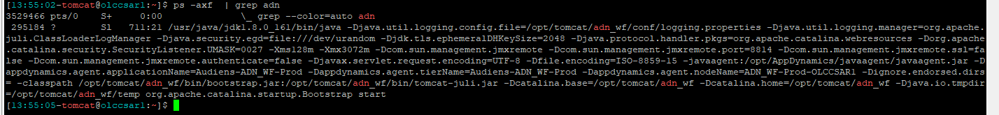 [13:55:02-tomcat@olccsar1:~]$ ps -axf  | grep adn
3529466 pts/0    S+     0:00              \_ grep --color=auto adn
 295184 ?        Sl   711:21 /usr/java/jdk1.8.0_161/bin/java -Djava.util.logging.config.file=/opt/tomcat/adn_wf/conf/logging.properties -Djava.util.logging.manager=org.apache.
juli.ClassLoaderLogManager -Djava.security.egd=file:///dev/urandom -Djdk.tls.ephemeralDHKeySize=2048 -Djava.protocol.handler.pkgs=org.apache.catalina.webresources -Dorg.apache
.catalina.security.SecurityListener.UMASK=0027 -Xms128m -Xmx3072m -Dcom.sun.management.jmxremote -Dcom.sun.management.jmxremote.port=8814 -Dcom.sun.management.jmxremote.ssl=fa
lse -Dcom.sun.management.jmxremote.authenticate=false -Djavax.servlet.request.encoding=UTF-8 -Dfile.encoding=ISO-8859-15 -javaagent:/opt/AppDynamics/javaagent/javaagent.jar -D
appdynamics.agent.applicationName=Audiens-ADN_WF-Prod -Dappdynamics.agent.tierName=Audiens-ADN_WF-Prod -Dappdynamics.agent.nodeName=ADN_WF-Prod-OLCCSAR1 -Dignore.endorsed.dirs
= -classpath /opt/tomcat/adn_wf/bin/bootstrap.jar:/opt/tomcat/adn_wf/bin/tomcat-juli.jar -Dcatalina.base=/opt/tomcat/adn_wf -Dcatalina.home=/opt/tomcat/adn_wf -Djava.io.tmpdir
=/opt/tomcat/adn_wf/temp org.apache.catalina.startup.Bootstrap start
[13:55:05-tomcat@olccsar1:~]$